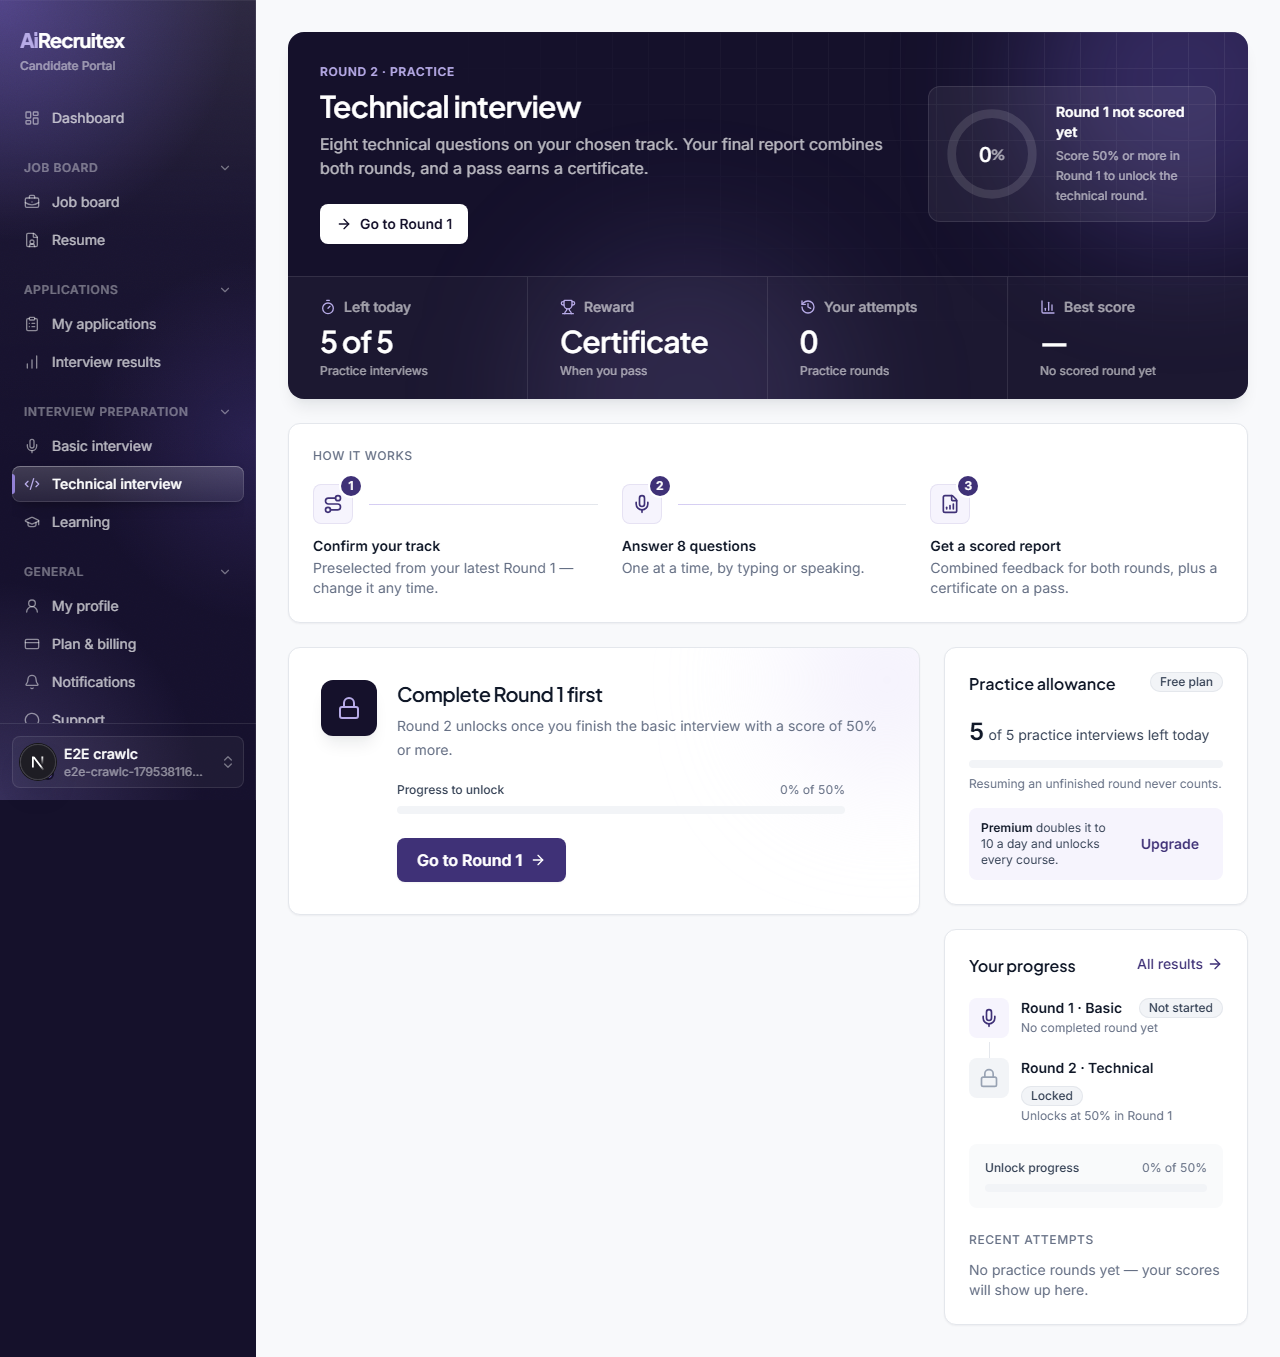 AiRecruitex
Candidate Portal
Dashboard
JOB BOARD
Job board
Resume
APPLICATIONS
My applications
Interview results
INTERVIEW PREPARATION
Basic interview
Technical interview
Learning
GENERAL
My profile
Plan & billing
Notifications
Support
N
E2E crawlc
e2e-crawlc-179538116...
ROUND 2 · PRACTICE
Technical interview
Eight technical questions on your chosen track. Your final report combines
both rounds, and a pass earns a certificate.
Go to Round 1
0%
Round 1 not scored
yet
Score 50% or more in
Round 1 to unlock the
technical round.
Left today
5 of 5
Practice interviews
Reward
Certificate
When you pass
Your attempts
0
Practice rounds
Best score
—
No scored round yet
HOW IT WORKS
1
Confirm your track
Preselected from your latest Round 1 —
change it any time.
2
Answer 8 questions
One at a time, by typing or speaking.
3
Get a scored report
Combined feedback for both rounds, plus a
certificate on a pass.
Complete Round 1 first
Round 2 unlocks once you finish the basic interview with a score of 50%
or more.
Progress to unlock
0% of 50%
Go to Round 1
Practice allowance
Free plan
5 of 5 practice interviews left today
Resuming an unfinished round never counts.
Premium doubles it to
10 a day and unlocks
every course.
Upgrade
Your progress
All results
Round 1 · Basic
Not started
No completed round yet
Round 2 · Technical
Locked
Unlocks at 50% in Round 1
Unlock progress
0% of 50%
RECENT ATTEMPTS
No practice rounds yet — your scores
will show up here.